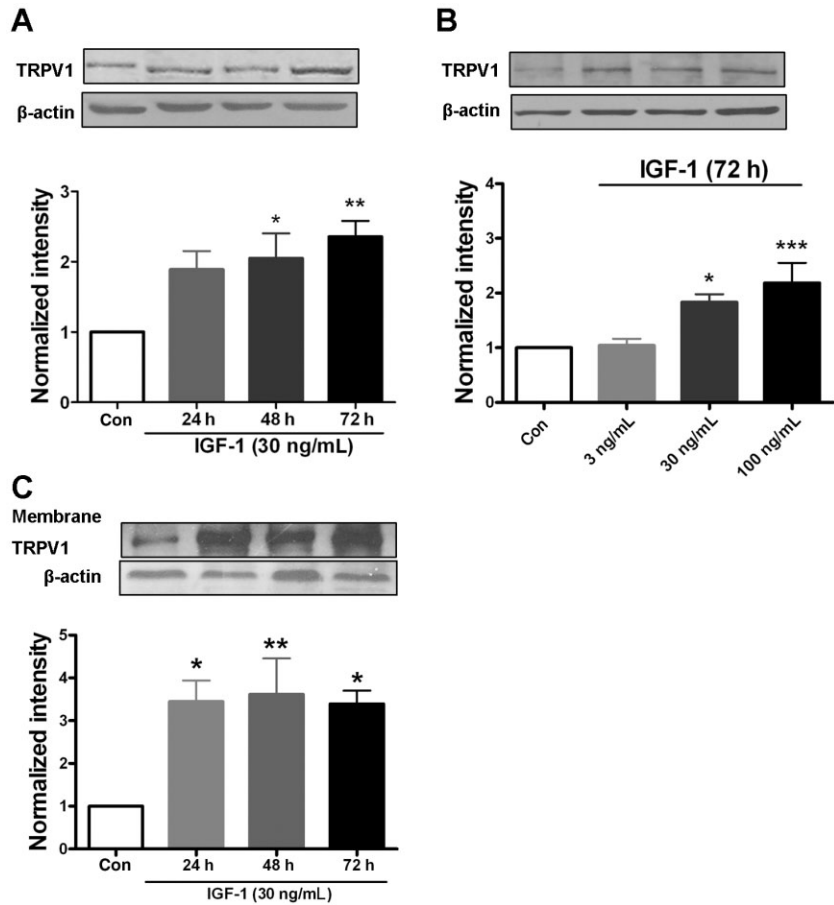 A
TRPV1
β-actin
Normalized intensity
3
2
1
0
*
**
Con
24 h
48 h
72 h
IGF-1 (30 ng/mL)
B
TRPV1
β-actin
IGF-1 (72 h)
Normalized intensity
4
3
2
1
0
*
***
Con
3 ng/mL
30 ng/mL
100 ng/mL
C
Membrane
TRPV1
β-actin
Normalized intensity
5
4
3
2
1
0
*
**
*
Con
24 h
48 h
72 h
IGF-1 (30 ng/mL)